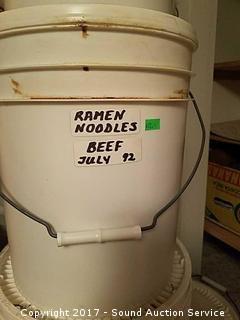 RAMEN
NOODLES
BEEF
JULY 92
Copyright 2017 - Sound Auction Service